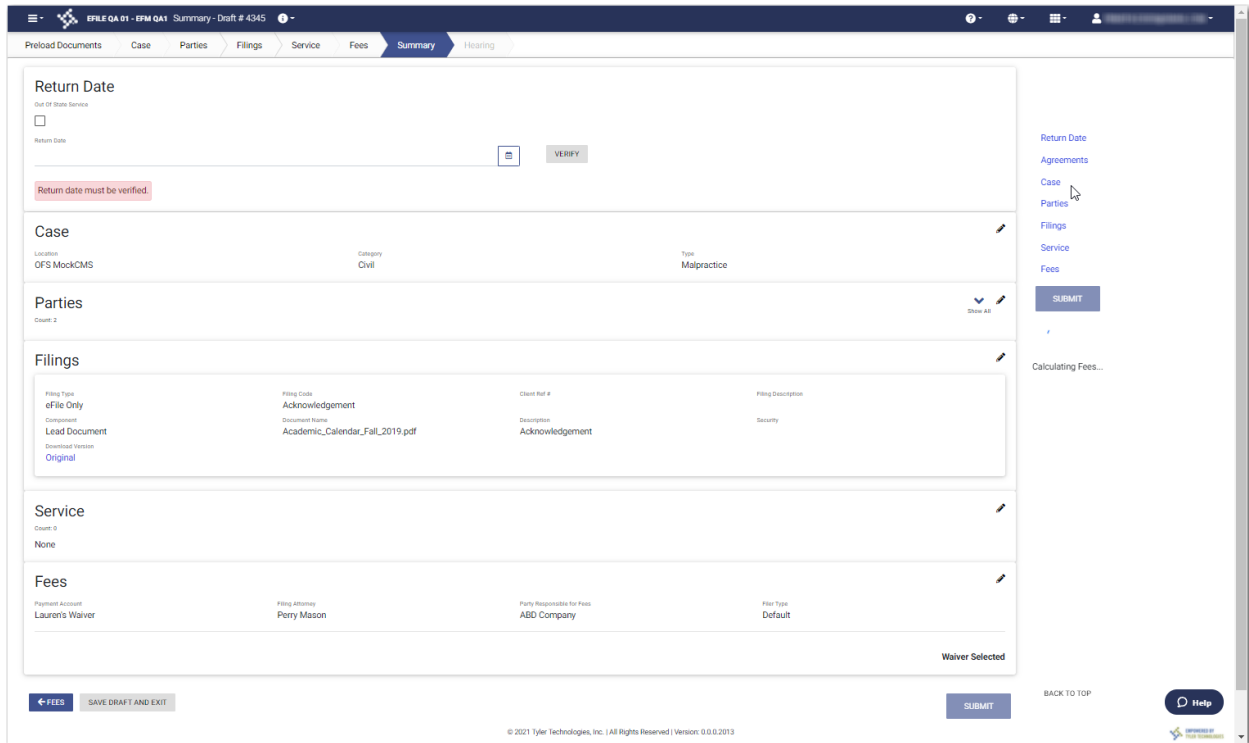 EFILE QA 01 - EFM QA1 Summary - Draft # 4345
Preload Documents Case Parties Filings Service Fees Summary Hearing
Return Date
Out Of State Service
Return Date
VERIFY
Return date must be verified.
Case
Location Category Type
OFS MockCMS Civil Malpractice
Parties
Count: 2
Show All
Filings
Filing Type Filing Code Client Ref # Filing Description
eFile Only Acknowledgement
Component Document Name Description Security
Lead Document Academic_Calendar_Fall_2019.pdf Acknowledgement
Download Version
Original
Service
Count: 0
None
Fees
Payment Account Filing Attorney Party Responsible for Fees Filer Type
Lauren's Waiver Perry Mason ABD Company Default
Waiver Selected
FEES SAVE DRAFT AND EXIT SUBMIT
Return Date
Agreements
Case
Parties
Filings
Service
Fees
SUBMIT
Calculating Fees...
BACK TO TOP
Help
© 2021 Tyler Technologies, Inc. | All Rights Reserved | Version: 0.0.0.2013
EMPOWERED BY
TYLER TECHNOLOGIES